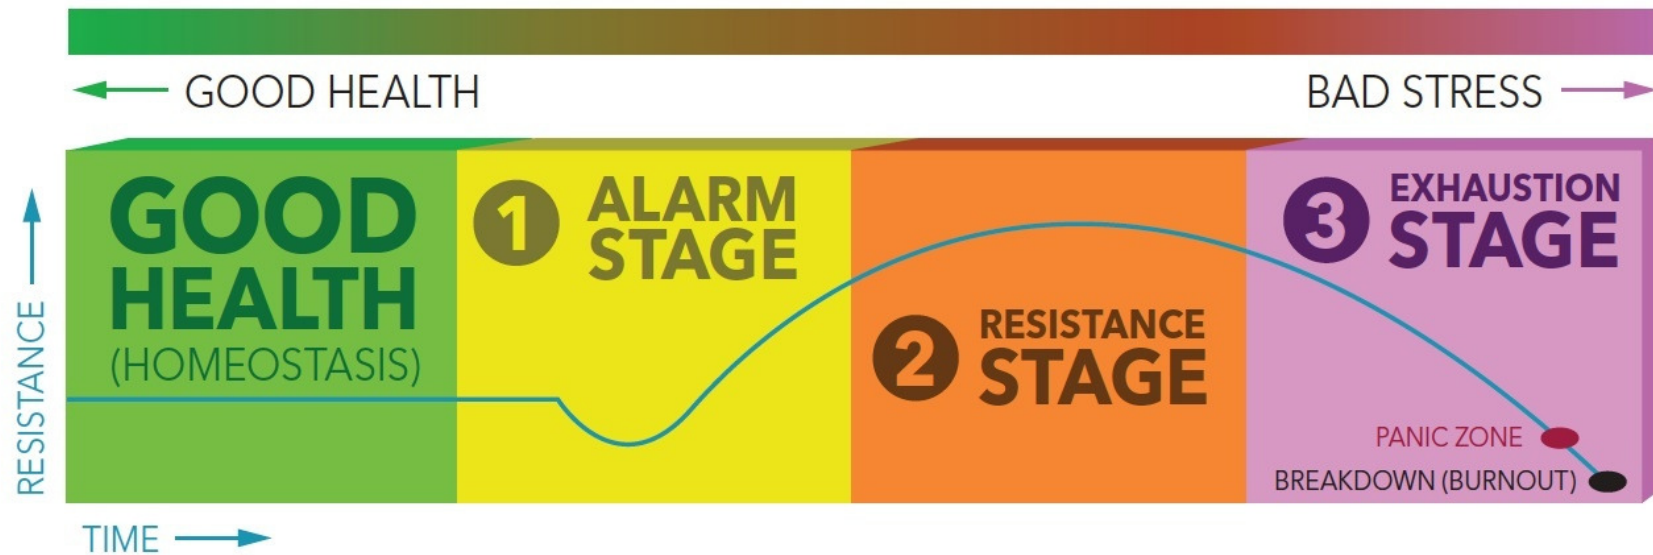 GOOD HEALTH
BAD STRESS
RESISTANCE
GOOD
HEALTH
(HOMEOSTASIS)
1
ALARM
STAGE
2
RESISTANCE
STAGE
3
EXHAUSTION
STAGE
PANIC ZONE
BREAKDOWN (BURNOUT)
TIME